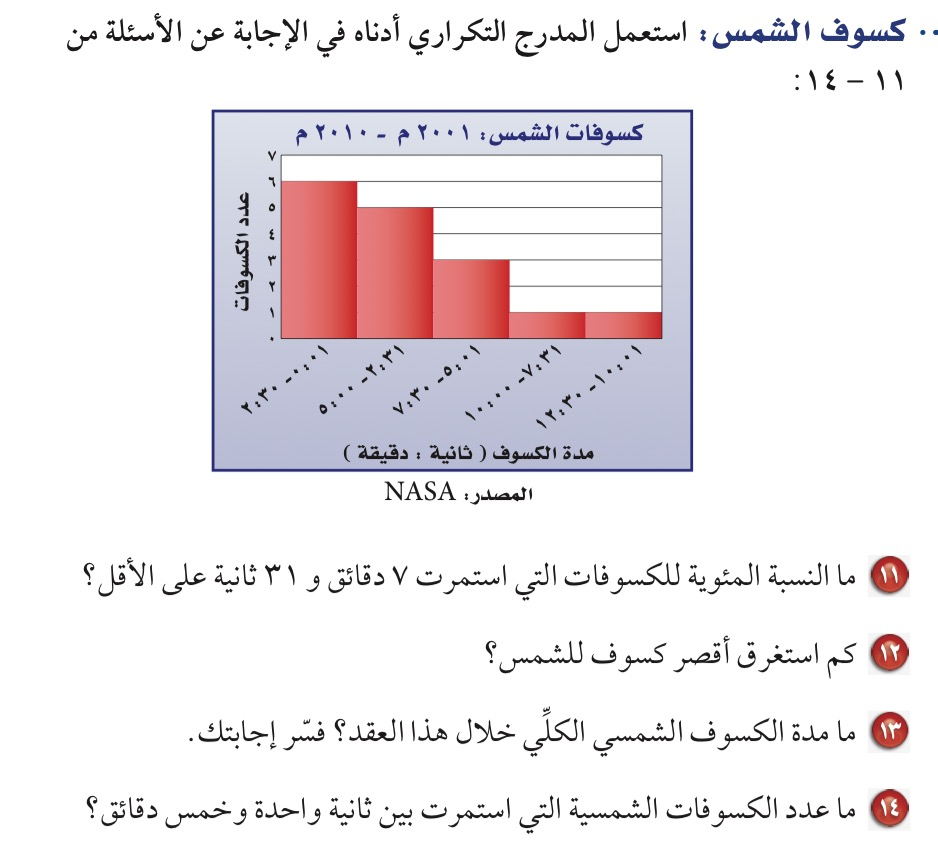 كسوف الشمس: استعمل المدرج التكراري أدناه في الإجابة عن الأسئلة من
١١ – ١٤:
كسوفات الشمس: ٢٠٠١ م - ٢٠١٠ م
عدد الكسوفات
٧
٦
٥
٤
٣
٢
١
٠
٠:٠١ - ٢:٣٠
٢:٣١ - ٥:٠٠
٥:٠١ - ٧:٣٠
٧:٣١ - ١٠:٠٠
١٠:٠١ - ١٢:٣٠
مدة الكسوف ( ثانية : دقيقة )
المصدر: NASA
١١ ما النسبة المئوية للكسوفات التي استمرت ٧ دقائق و ٣١ ثانية على الأقل؟
١٢ كم استغرق أقصر كسوف للشمس؟
١٣ ما مدة الكسوف الشمسي الكلِّي خلال هذا العقد؟ فسّر إجابتك.
١٤ ما عدد الكسوفات الشمسية التي استمرت بين ثانية واحدة وخمس دقائق؟